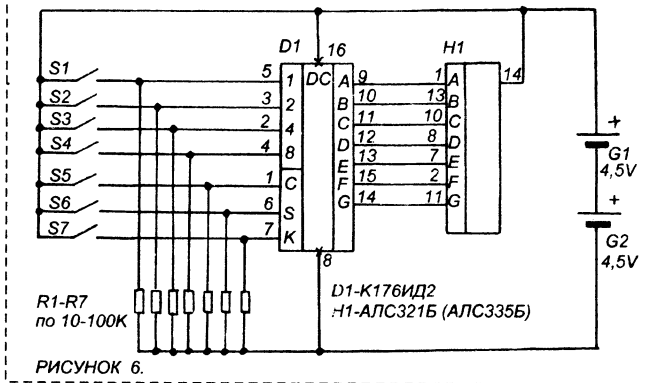 D1
16
H1
S1
5
1
DC
A
9
1
A
14
S2
3
2
B
10
13
B
S3
2
4
C
11
10
C
S4
4
8
D
12
8
D
E
13
7
E
S5
1
C
F
15
2
F
S6
6
S
G
14
11
G
S7
7
K
8
+
G1
4,5V
+
G2
4,5V
R1-R7
по 10-100K
D1-К176ИД2
H1-АЛС321Б (АЛС335Б)
РИСУНОК 6.